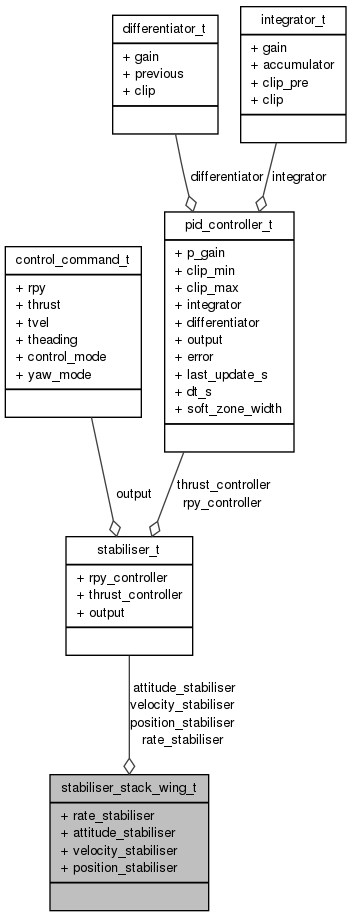 differentiator_t
+ gain
+ previous
+ clip
integrator_t
+ gain
+ accumulator
+ clip_pre
+ clip
differentiator
integrator
pid_controller_t
+ p_gain
+ clip_min
+ clip_max
+ integrator
+ differentiator
+ output
+ error
+ last_update_s
+ dt_s
+ soft_zone_width
control_command_t
+ rpy
+ thrust
+ tvel
+ theading
+ control_mode
+ yaw_mode
output
thrust_controller
rpy_controller
stabiliser_t
+ rpy_controller
+ thrust_controller
+ output
attitude_stabiliser
velocity_stabiliser
position_stabiliser
rate_stabiliser
stabiliser_stack_wing_t
+ rate_stabiliser
+ attitude_stabiliser
+ velocity_stabiliser
+ position_stabiliser